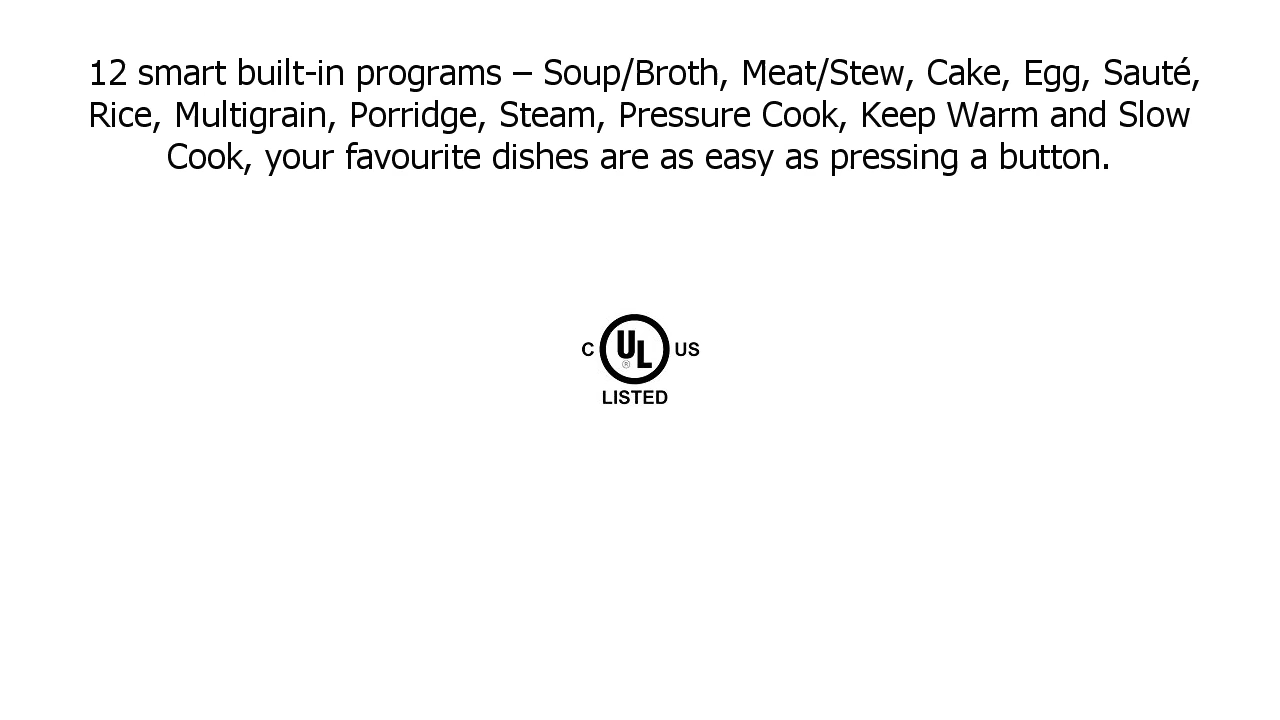 12 smart built-in programs – Soup/Broth, Meat/Stew, Cake, Egg, Sauté,
Rice, Multigrain, Porridge, Steam, Pressure Cook, Keep Warm and Slow
Cook, your favourite dishes are as easy as pressing a button.
C UL® US
LISTED